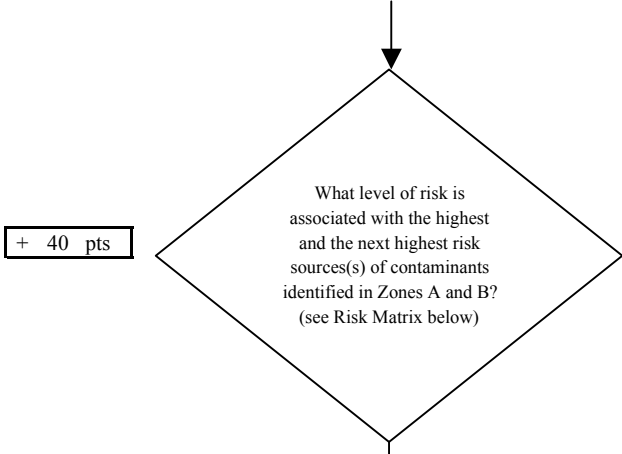 What level of risk is
associated with the highest
and the next highest risk
sources(s) of contaminants
identified in Zones A and B?
(see Risk Matrix below)
+ 40 pts